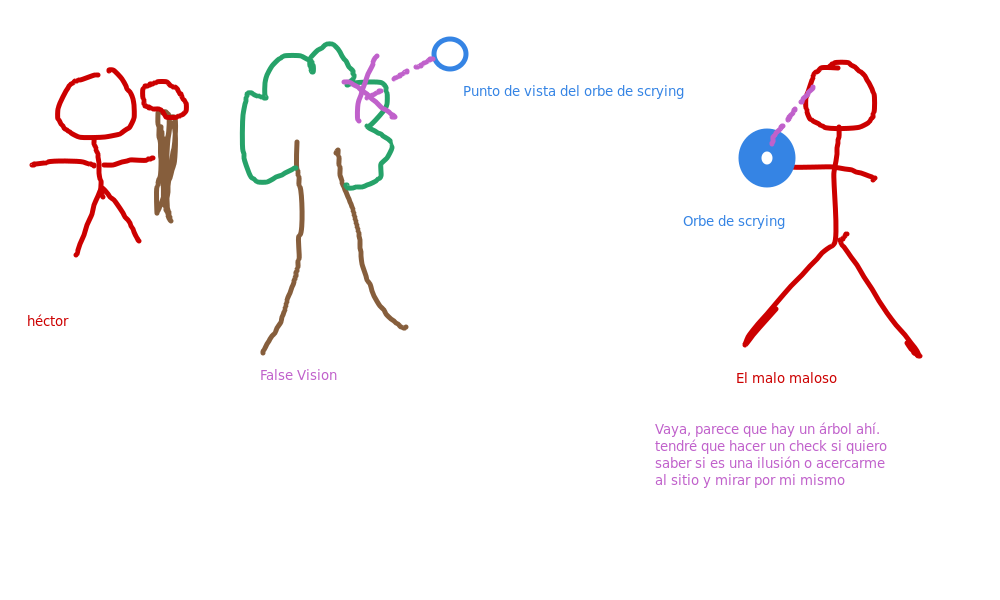 Punto de vista del orbe de scrying
Orbe de scrying
héctor
False Vision
El malo maloso
Vaya, parece que hay un árbol ahí.
tendré que hacer un check si quiero
saber si es una ilusión o acercarme
al sitio y mirar por mi mismo